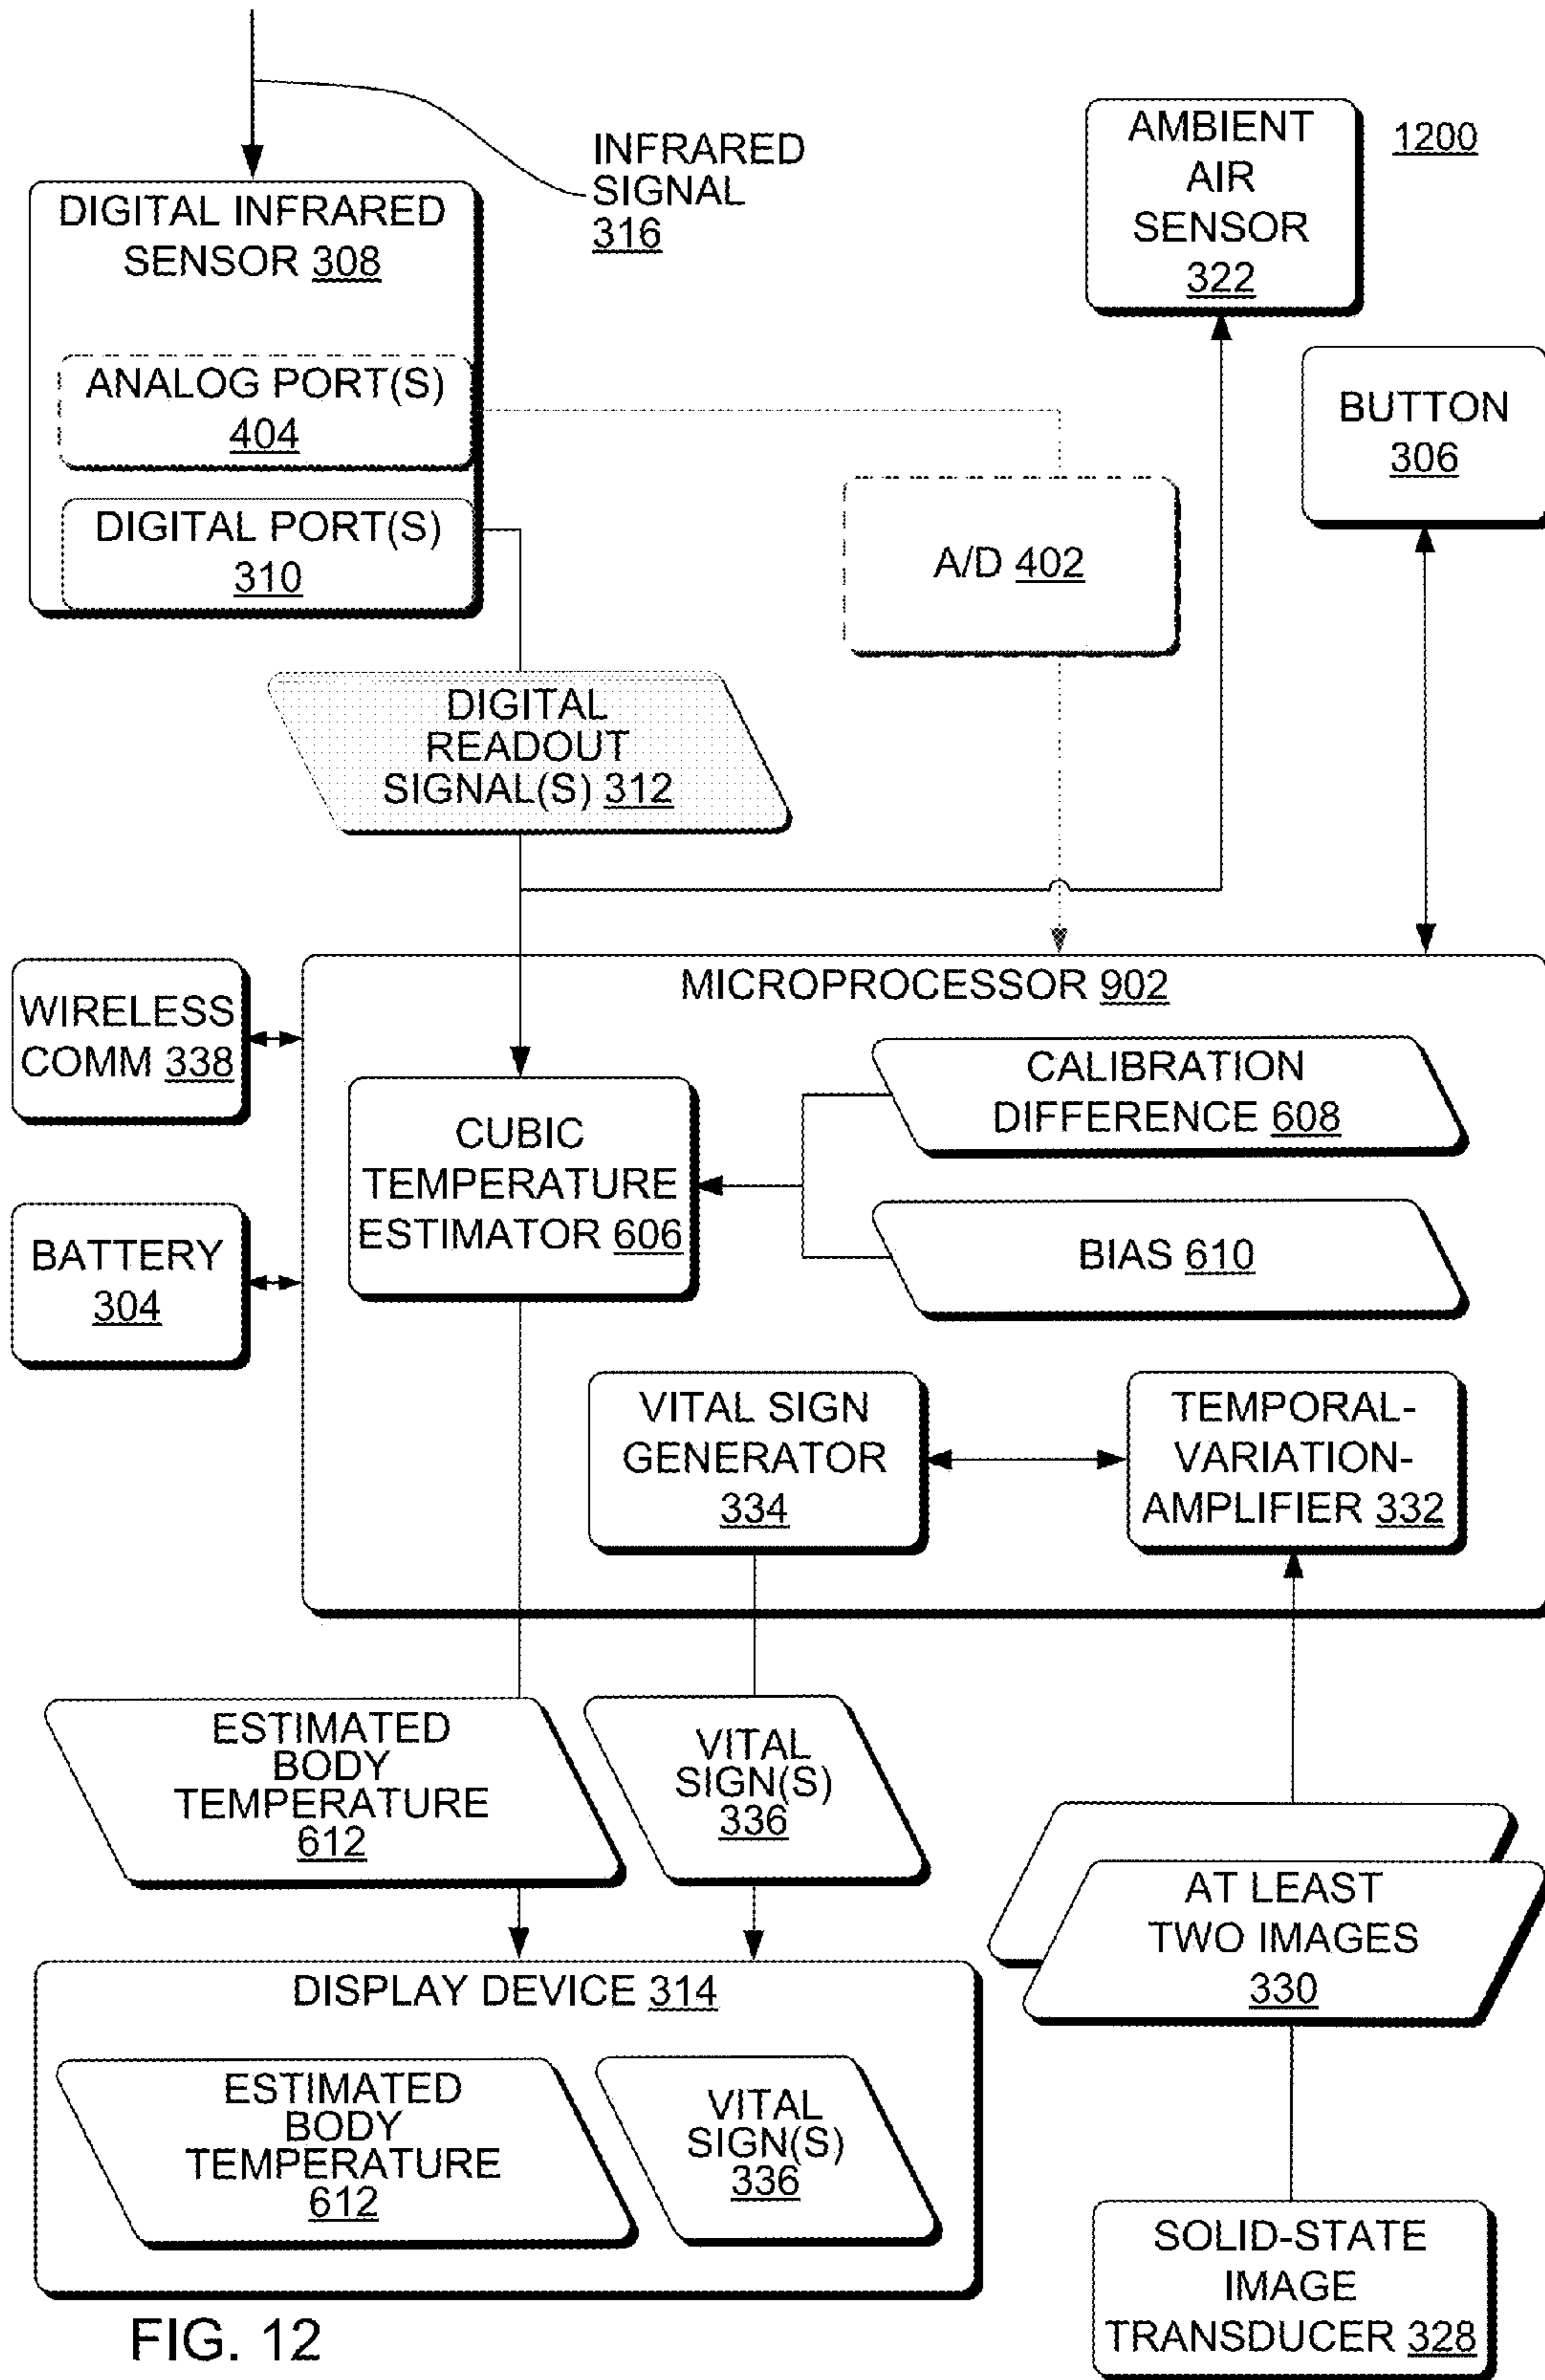 INFRARED
SIGNAL
316
AMBIENT
AIR
SENSOR
322
1200
DIGITAL INFRARED
SENSOR 308
ANALOG PORT(S)
404
DIGITAL PORT(S)
310
BUTTON
306
A/D 402
DIGITAL
READOUT
SIGNAL(S) 312
MICROPROCESSOR 902
WIRELESS
COMM 338
BATTERY
304
CUBIC
TEMPERATURE
ESTIMATOR 606
CALIBRATION
DIFFERENCE 608
BIAS 610
VITAL SIGN
GENERATOR
334
TEMPORAL-
VARIATION-
AMPLIFIER 332
ESTIMATED
BODY
TEMPERATURE
612
VITAL
SIGN(S)
336
AT LEAST
TWO IMAGES
330
DISPLAY DEVICE 314
ESTIMATED
BODY
TEMPERATURE
612
VITAL
SIGN(S)
336
SOLID-STATE
IMAGE
TRANSDUCER 328
FIG. 12